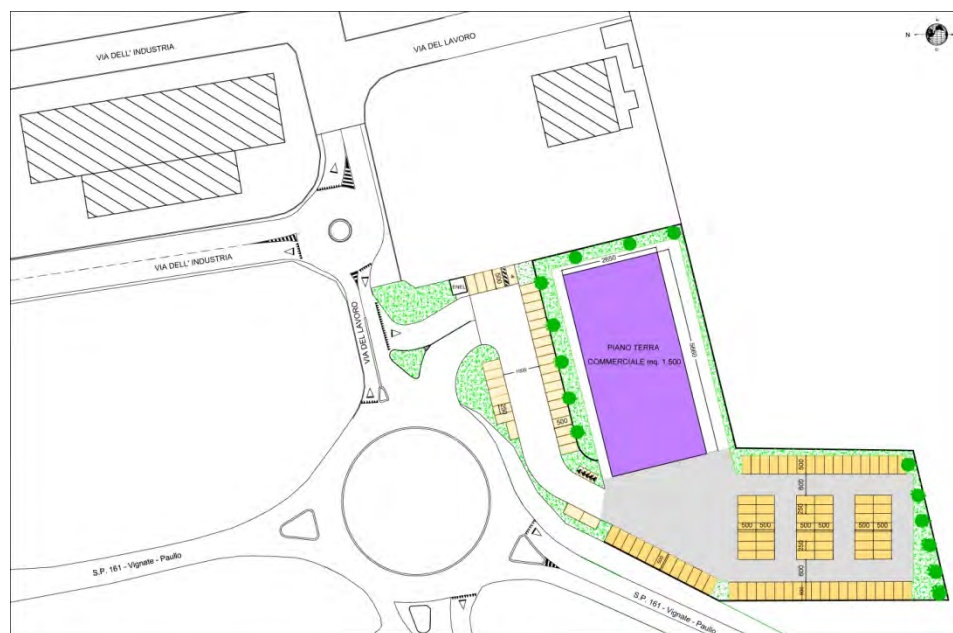 VIA DELL' INDUSTRIA
VIA DEL LAVORO
N
VIA DELL' INDUSTRIA
VIA DEL LAVORO
ENEL
500
2650
5660
PIANO TERRA
COMMERCIALE mq. 1.500
500
500
600
250
500 500
500 500
500 500
250
600
S.P. 161 - Vignate - Paullo
S.P. 161 - Vignate - Paullo